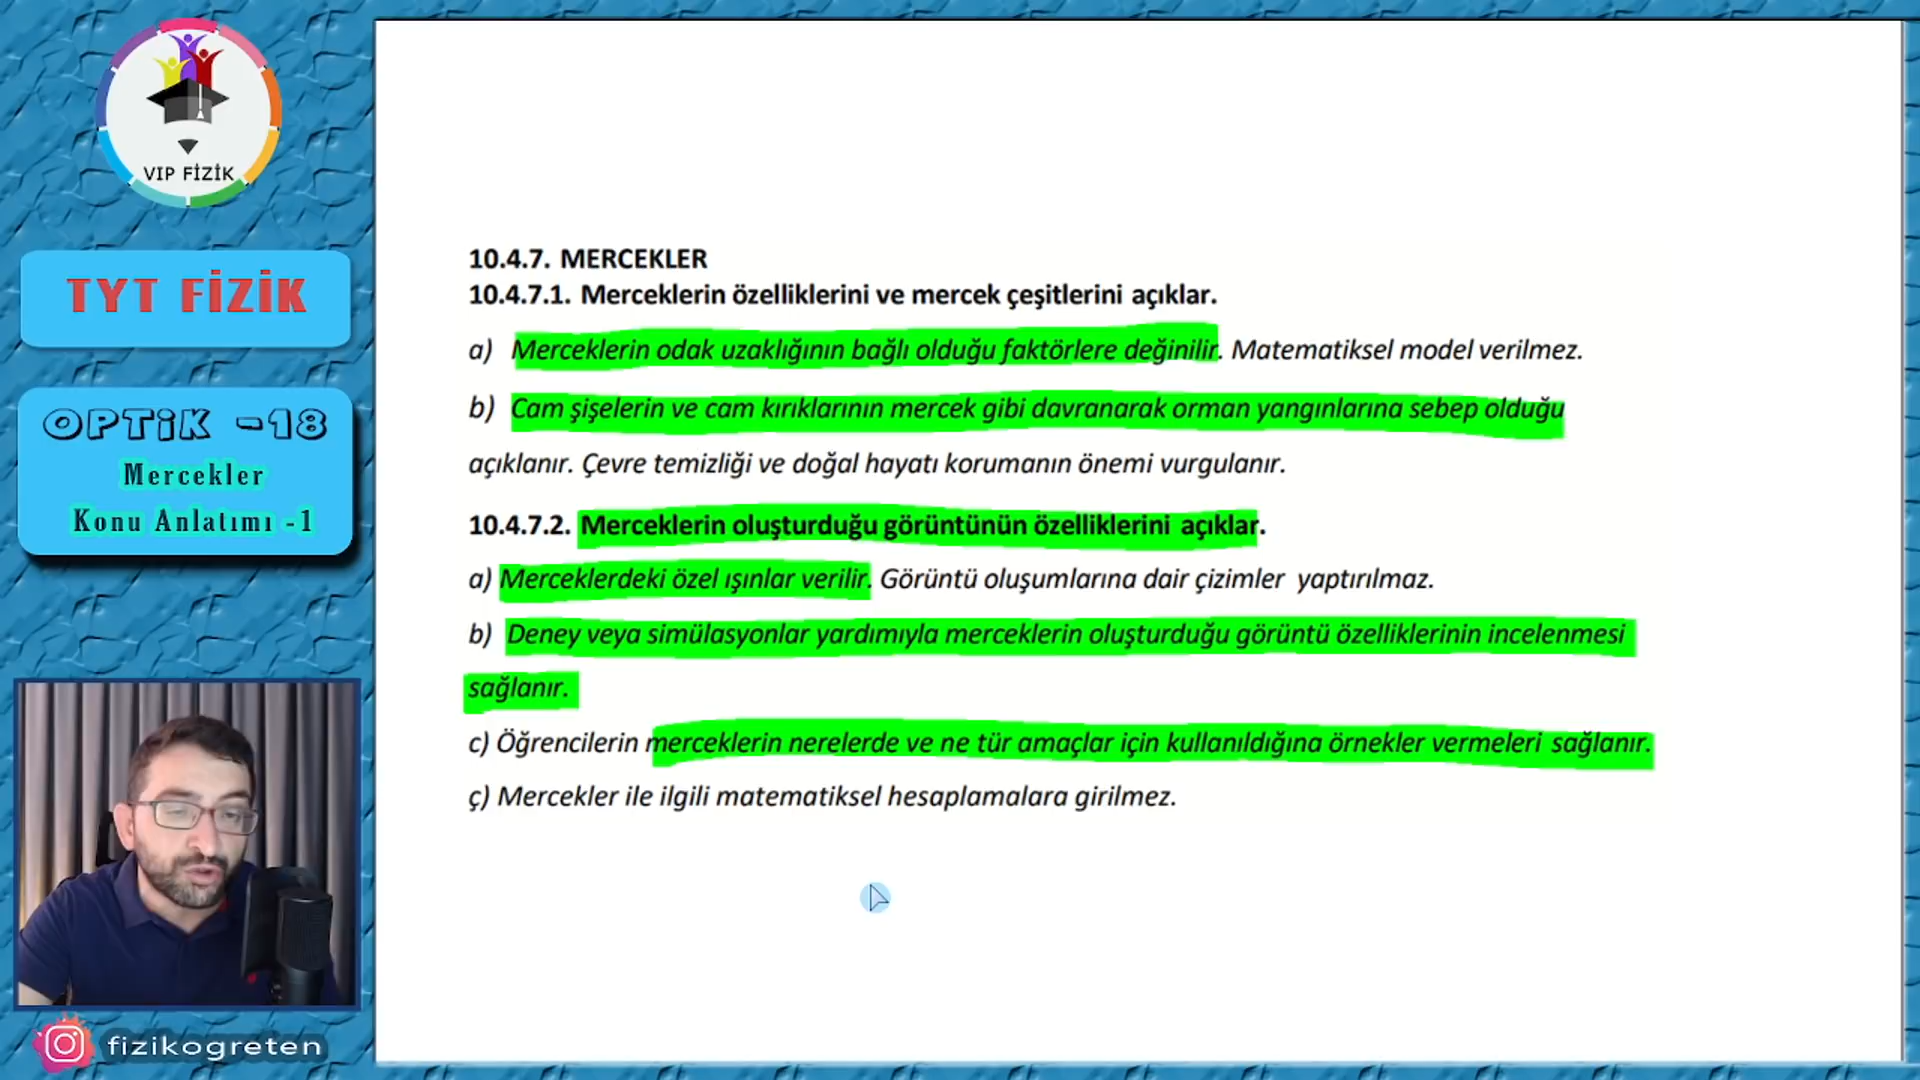 VIP FİZİK
TYT FİZİK
OPTİK -18
Mercekler
Konu Anlatımı -1
fizikogreten
10.4.7. MERCEKLER
10.4.7.1. Merceklerin özelliklerini ve mercek çeşitlerini açıklar.
a) Merceklerin odak uzaklığının bağlı olduğu faktörlere değinilir. Matematiksel model verilmez.
b) Cam şişelerin ve cam kırıklarının mercek gibi davranarak orman yangınlarına sebep olduğu
açıklanır. Çevre temizliği ve doğal hayatı korumanın önemi vurgulanır.
10.4.7.2. Merceklerin oluşturduğu görüntünün özelliklerini açıklar.
a) Merceklerdeki özel ışınlar verilir. Görüntü oluşumlarına dair çizimler yaptırılmaz.
b) Deney veya simülasyonlar yardımıyla merceklerin oluşturduğu görüntü özelliklerinin incelenmesi
sağlanır.
c) Öğrencilerin merceklerin nerelerde ve ne tür amaçlar için kullanıldığına örnekler vermeleri sağlanır.
ç) Mercekler ile ilgili matematiksel hesaplamalara girilmez.